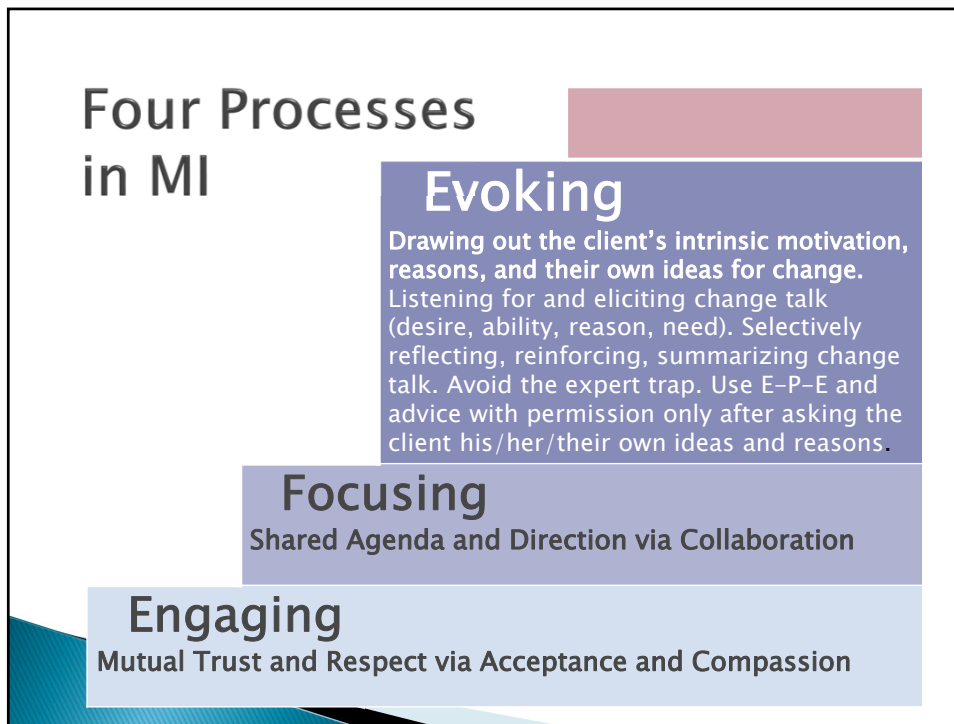 Four Processes
in MI
Evoking
Drawing out the client’s intrinsic motivation,
reasons, and their own ideas for change.
Listening for and eliciting change talk
(desire, ability, reason, need). Selectively
reflecting, reinforcing, summarizing change
talk. Avoid the expert trap. Use E-P-E and
advice with permission only after asking the
client his/her/their own ideas and reasons.
Focusing
Shared Agenda and Direction via Collaboration
Engaging
Mutual Trust and Respect via Acceptance and Compassion